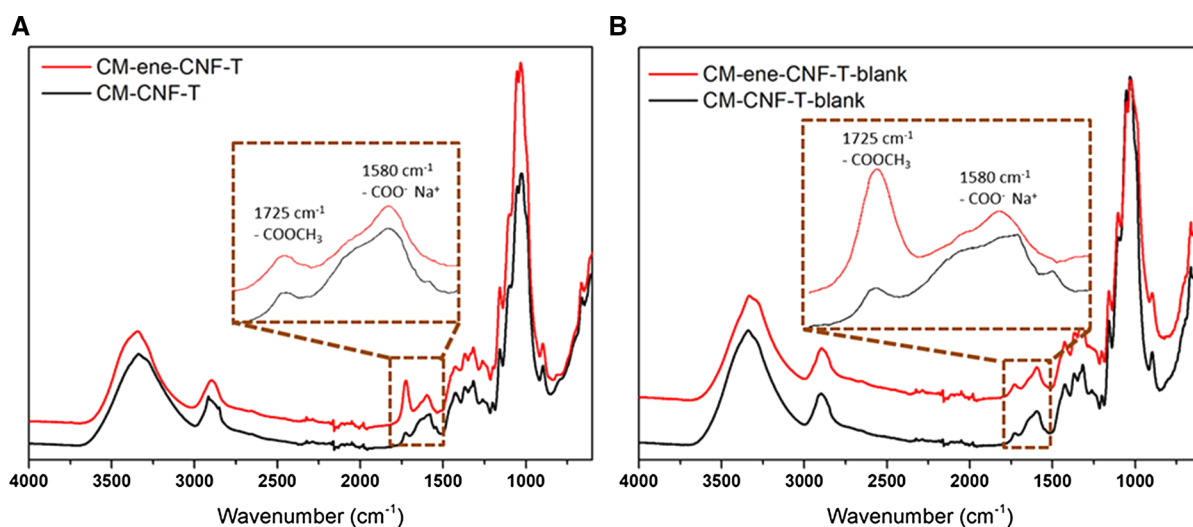 A
CM-ene-CNF-T
CM-CNF-T
1580 cm⁻¹
- COO⁻ Na⁺
1725 cm⁻¹
- COOCH₃
4000 3500 3000 2500 2000 1500 1000
Wavenumber (cm⁻¹)
B
CM-ene-CNF-T-blank
CM-CNF-T-blank
1725 cm⁻¹
- COOCH₃
1580 cm⁻¹
- COO⁻ Na⁺
4000 3500 3000 2500 2000 1500 1000
Wavenumber (cm⁻¹)